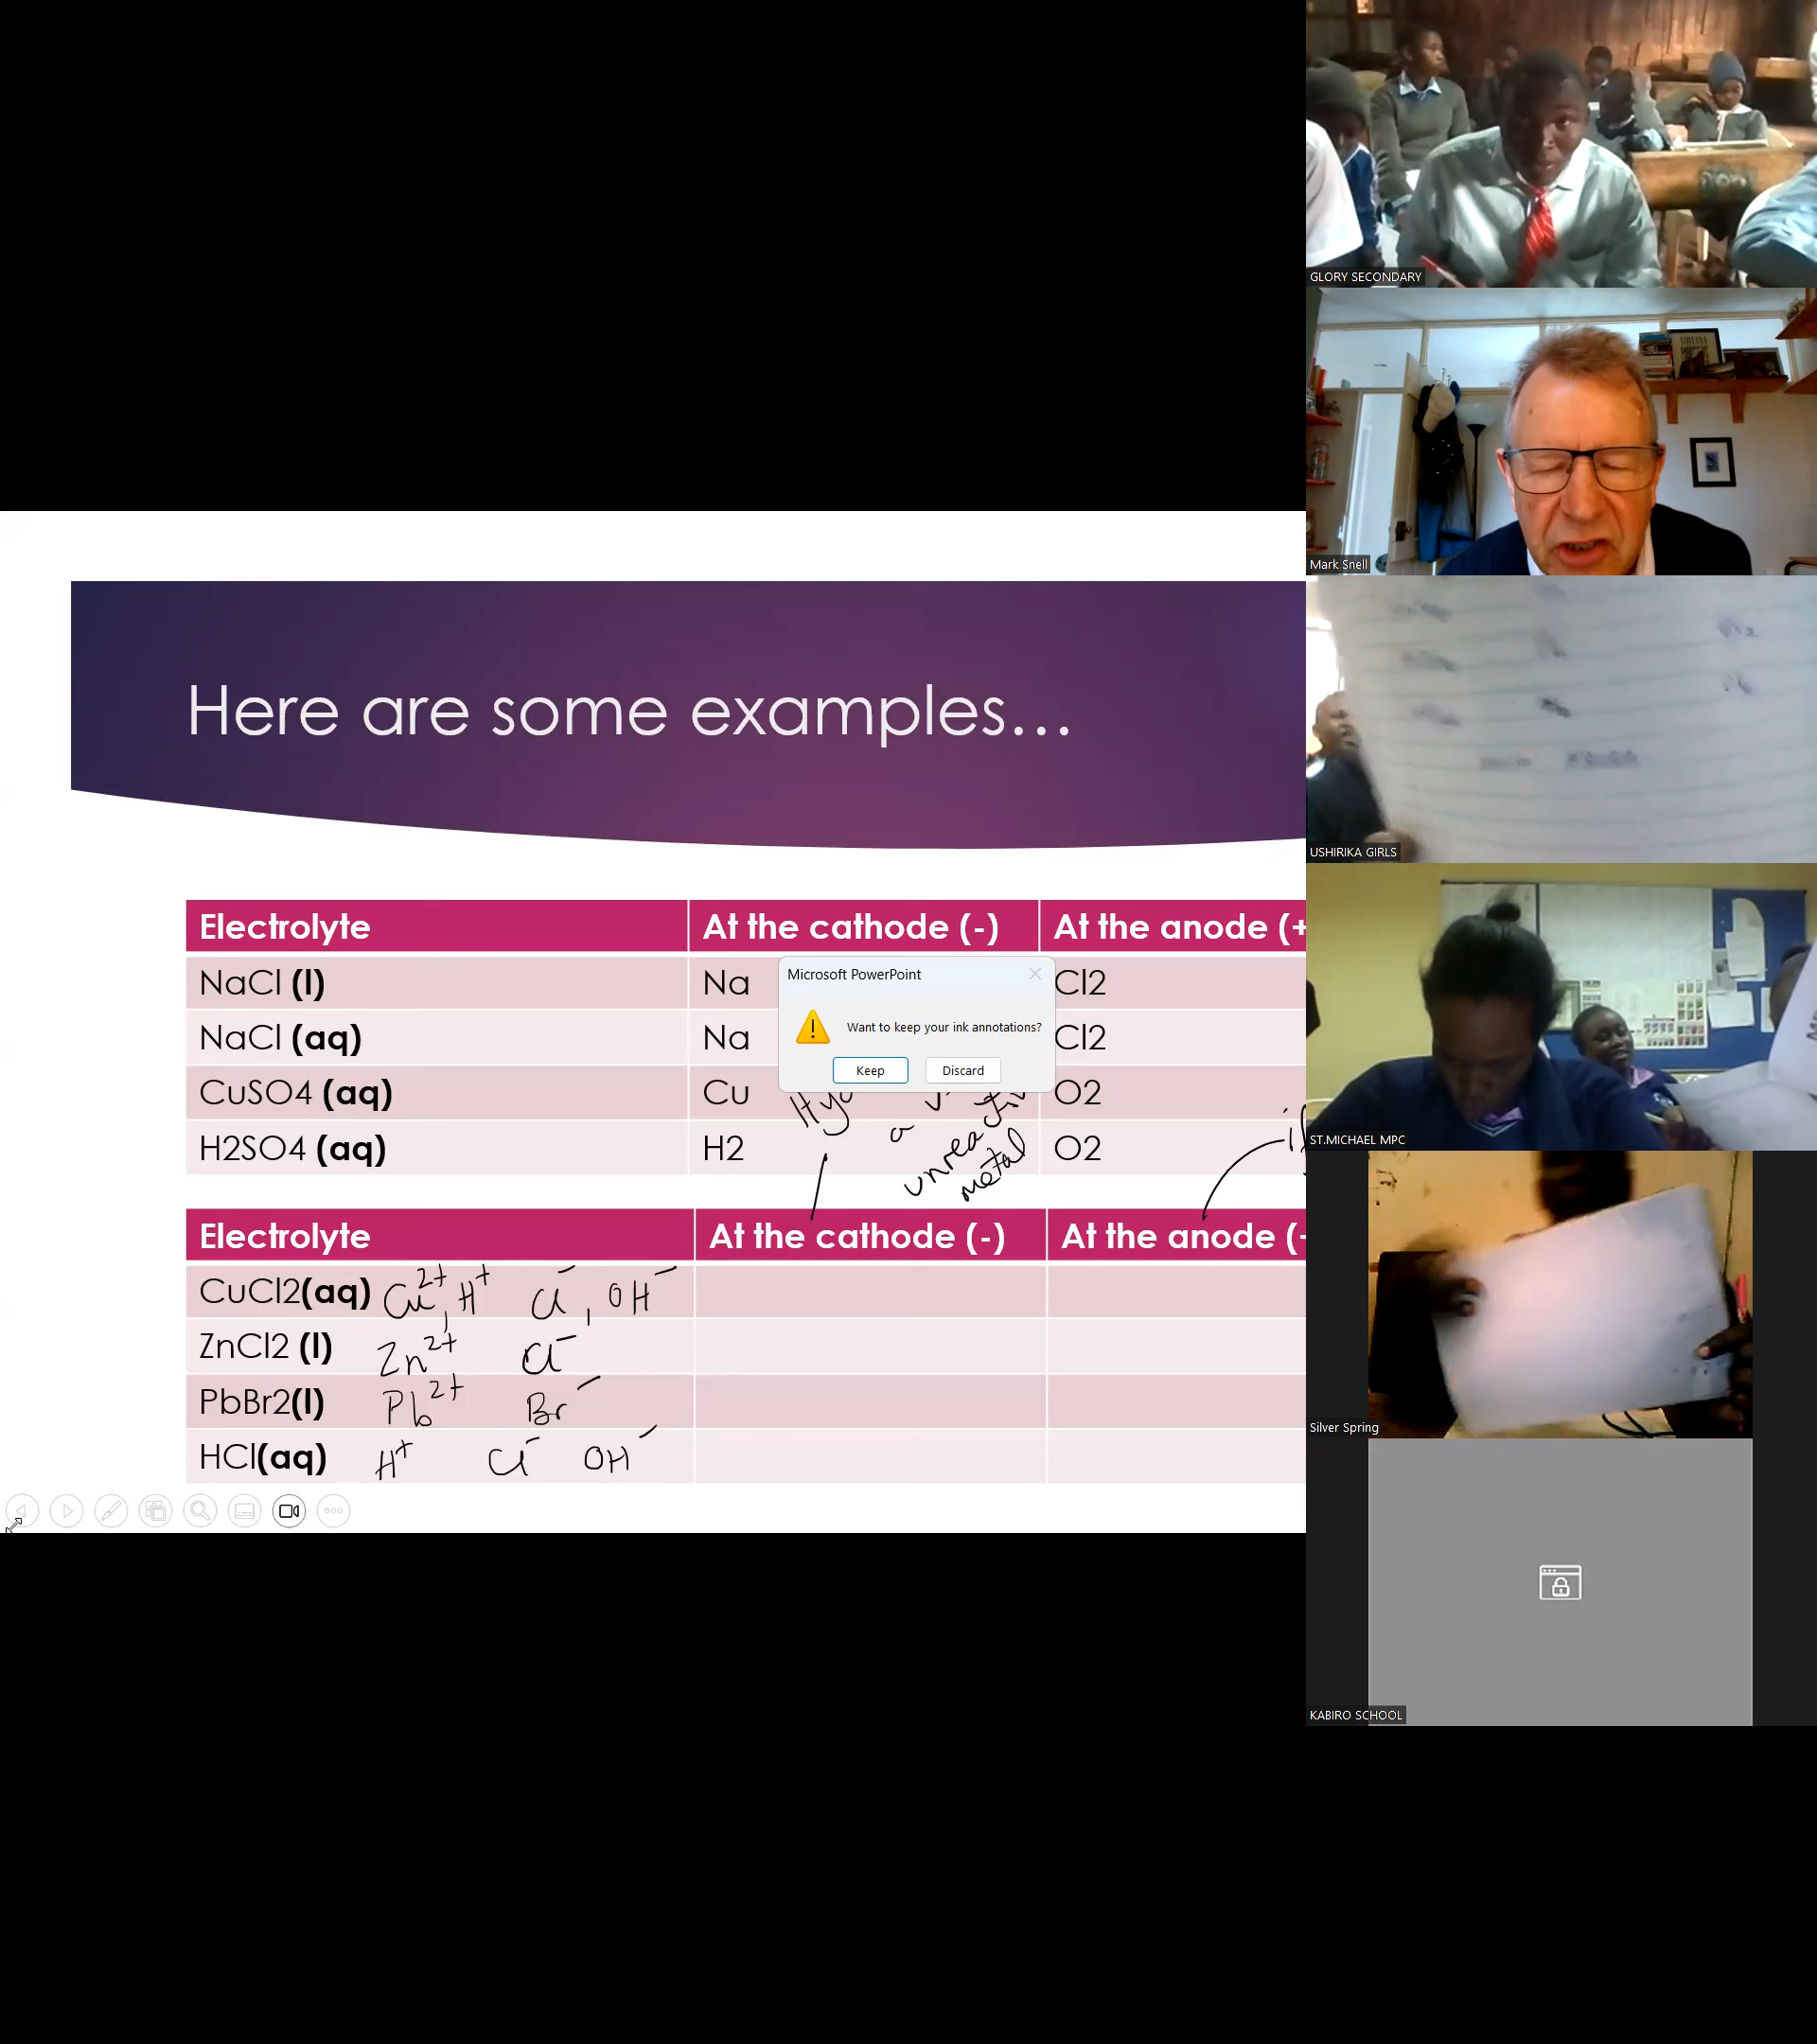 Here are some examples...
Electrolyte At the cathode (-) At the anode (+
NaCl (l) Na Cl2
NaCl (aq) Na Cl2
CuSO4 (aq) Cu O2
H2SO4 (aq) H2 O2
a
unreactive
metal
Microsoft PowerPoint
Want to keep your ink annotations?
Keep Discard
Electrolyte At the cathode (-) At the anode (
CuCl2(aq) Cu2+, H+ Cl-, OH-
ZnCl2 (l) Zn2+ Cl-
PbBr2(l) Pb2+ Br-
HCl(aq) H+ Cl- OH-
GLORY SECONDARY
Mark Snell
USHIRIKA GIRLS
ST.MICHAEL MPC
Silver Spring
KABIRO SCHOOL